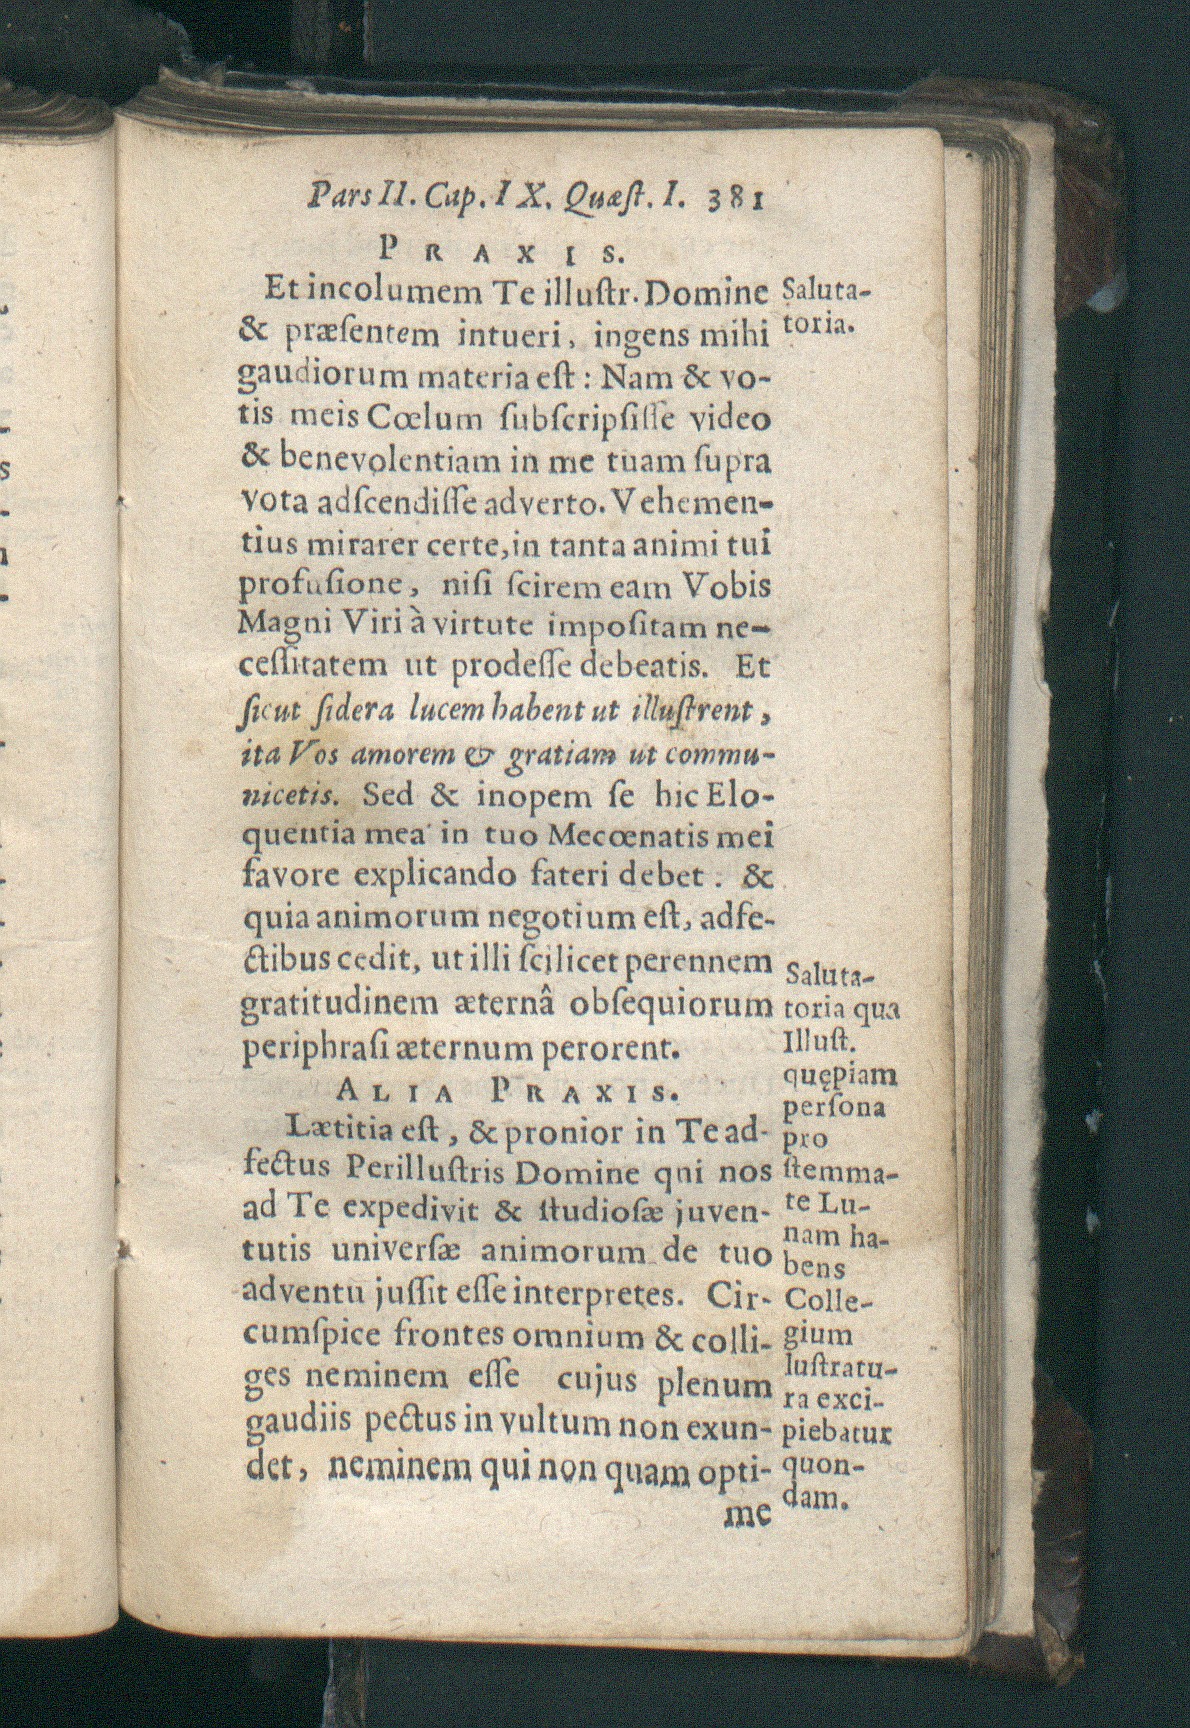 Pars II. Cap. IX. Quæſt. I. 381
PRAXIS.
Et incolumem Te illuſtr. Domine
& præſentem intueri, ingens mihi
gaudiorum materia eſt: Nam & vo-
tis meis Cœlum ſubſcripſiſſe video
& benevolentiam in me tuam ſupra
vota adſcendiſſe adverto. Vehemen-
tius mirarer certe, in tanta animi tui
profuſione, niſi ſcirem eam Vobis
Magni Viri à virtute impoſitam ne-
ceſſitatem ut prodeſſe debeatis. Et
ſicut ſidera lucem habent ut illuſtrent,
ita Vos amorem & gratiam ut commu-
nicetis. Sed & inopem ſe hic Elo-
quentia mea in tuo Mecœnatis mei
favore explicando fateri debet. &
quia animorum negotium eſt, adfe-
ctibus cedit, ut illi ſcilicet perennem
gratitudinem æternâ obſequiorum
periphraſi æternum perorent.
ALIA PRAXIS.
Lætitia eſt, & pronior in Te ad-
fectus Perilluſtris Domine qui nos
ad Te expedivit & ſtudioſæ juven-
tutis univerſæ animorum de tuo
adventu juſſit eſſe interpretes. Cir-
cumſpice frontes omnium & colli-
ges neminem eſſe cujus plenum
gaudiis pectus in vultum non exun-
det, neminem qui non quam opti-
me
Saluta-
toria.
Saluta-
toria qua
Illuſt.
quępiam
perſona
pro
ſtemma-
te Lu-
nam ha-
bens
Colle-
gium
luſtratu-
ra exci-
piebatur
quon-
dam.